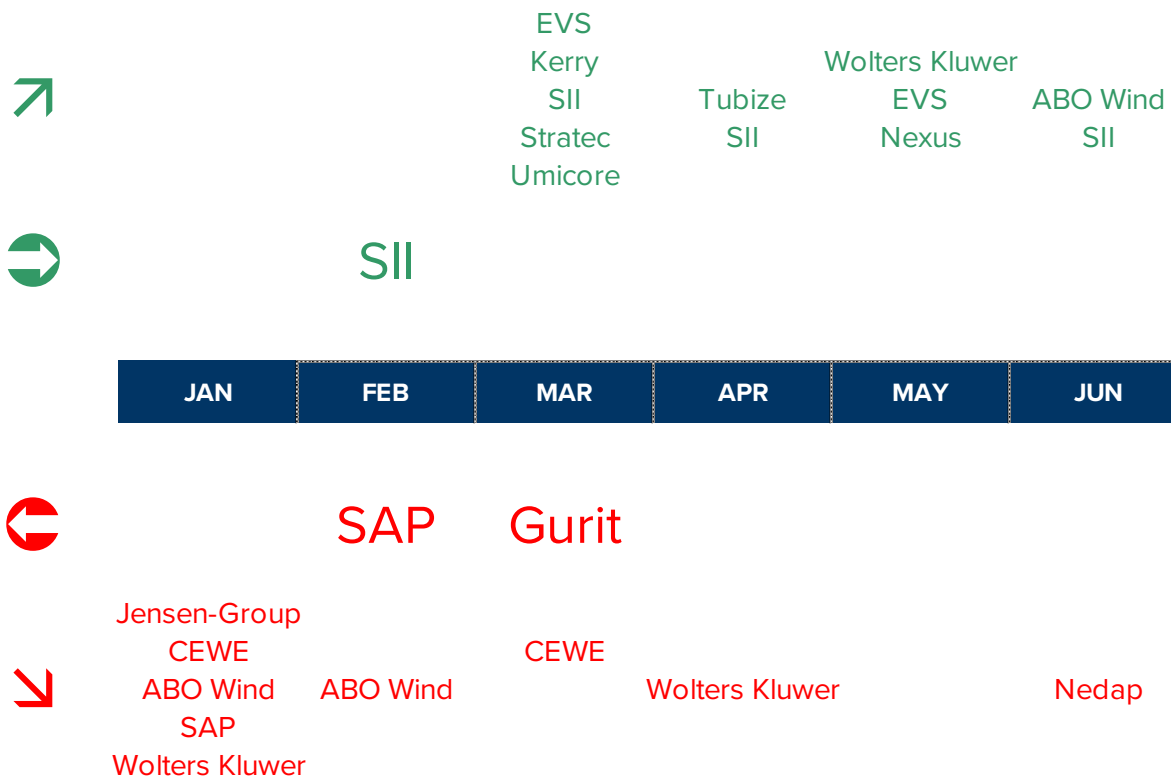 EVS
Kerry Wolters Kluwer
SII Tubize EVS ABO Wind
Stratec SII Nexus SII
Umicore
SII
JAN FEB MAR APR MAY JUN
SAP Gurit
Jensen-Group
CEWE CEWE
ABO Wind ABO Wind Wolters Kluwer Nedap
SAP
Wolters Kluwer